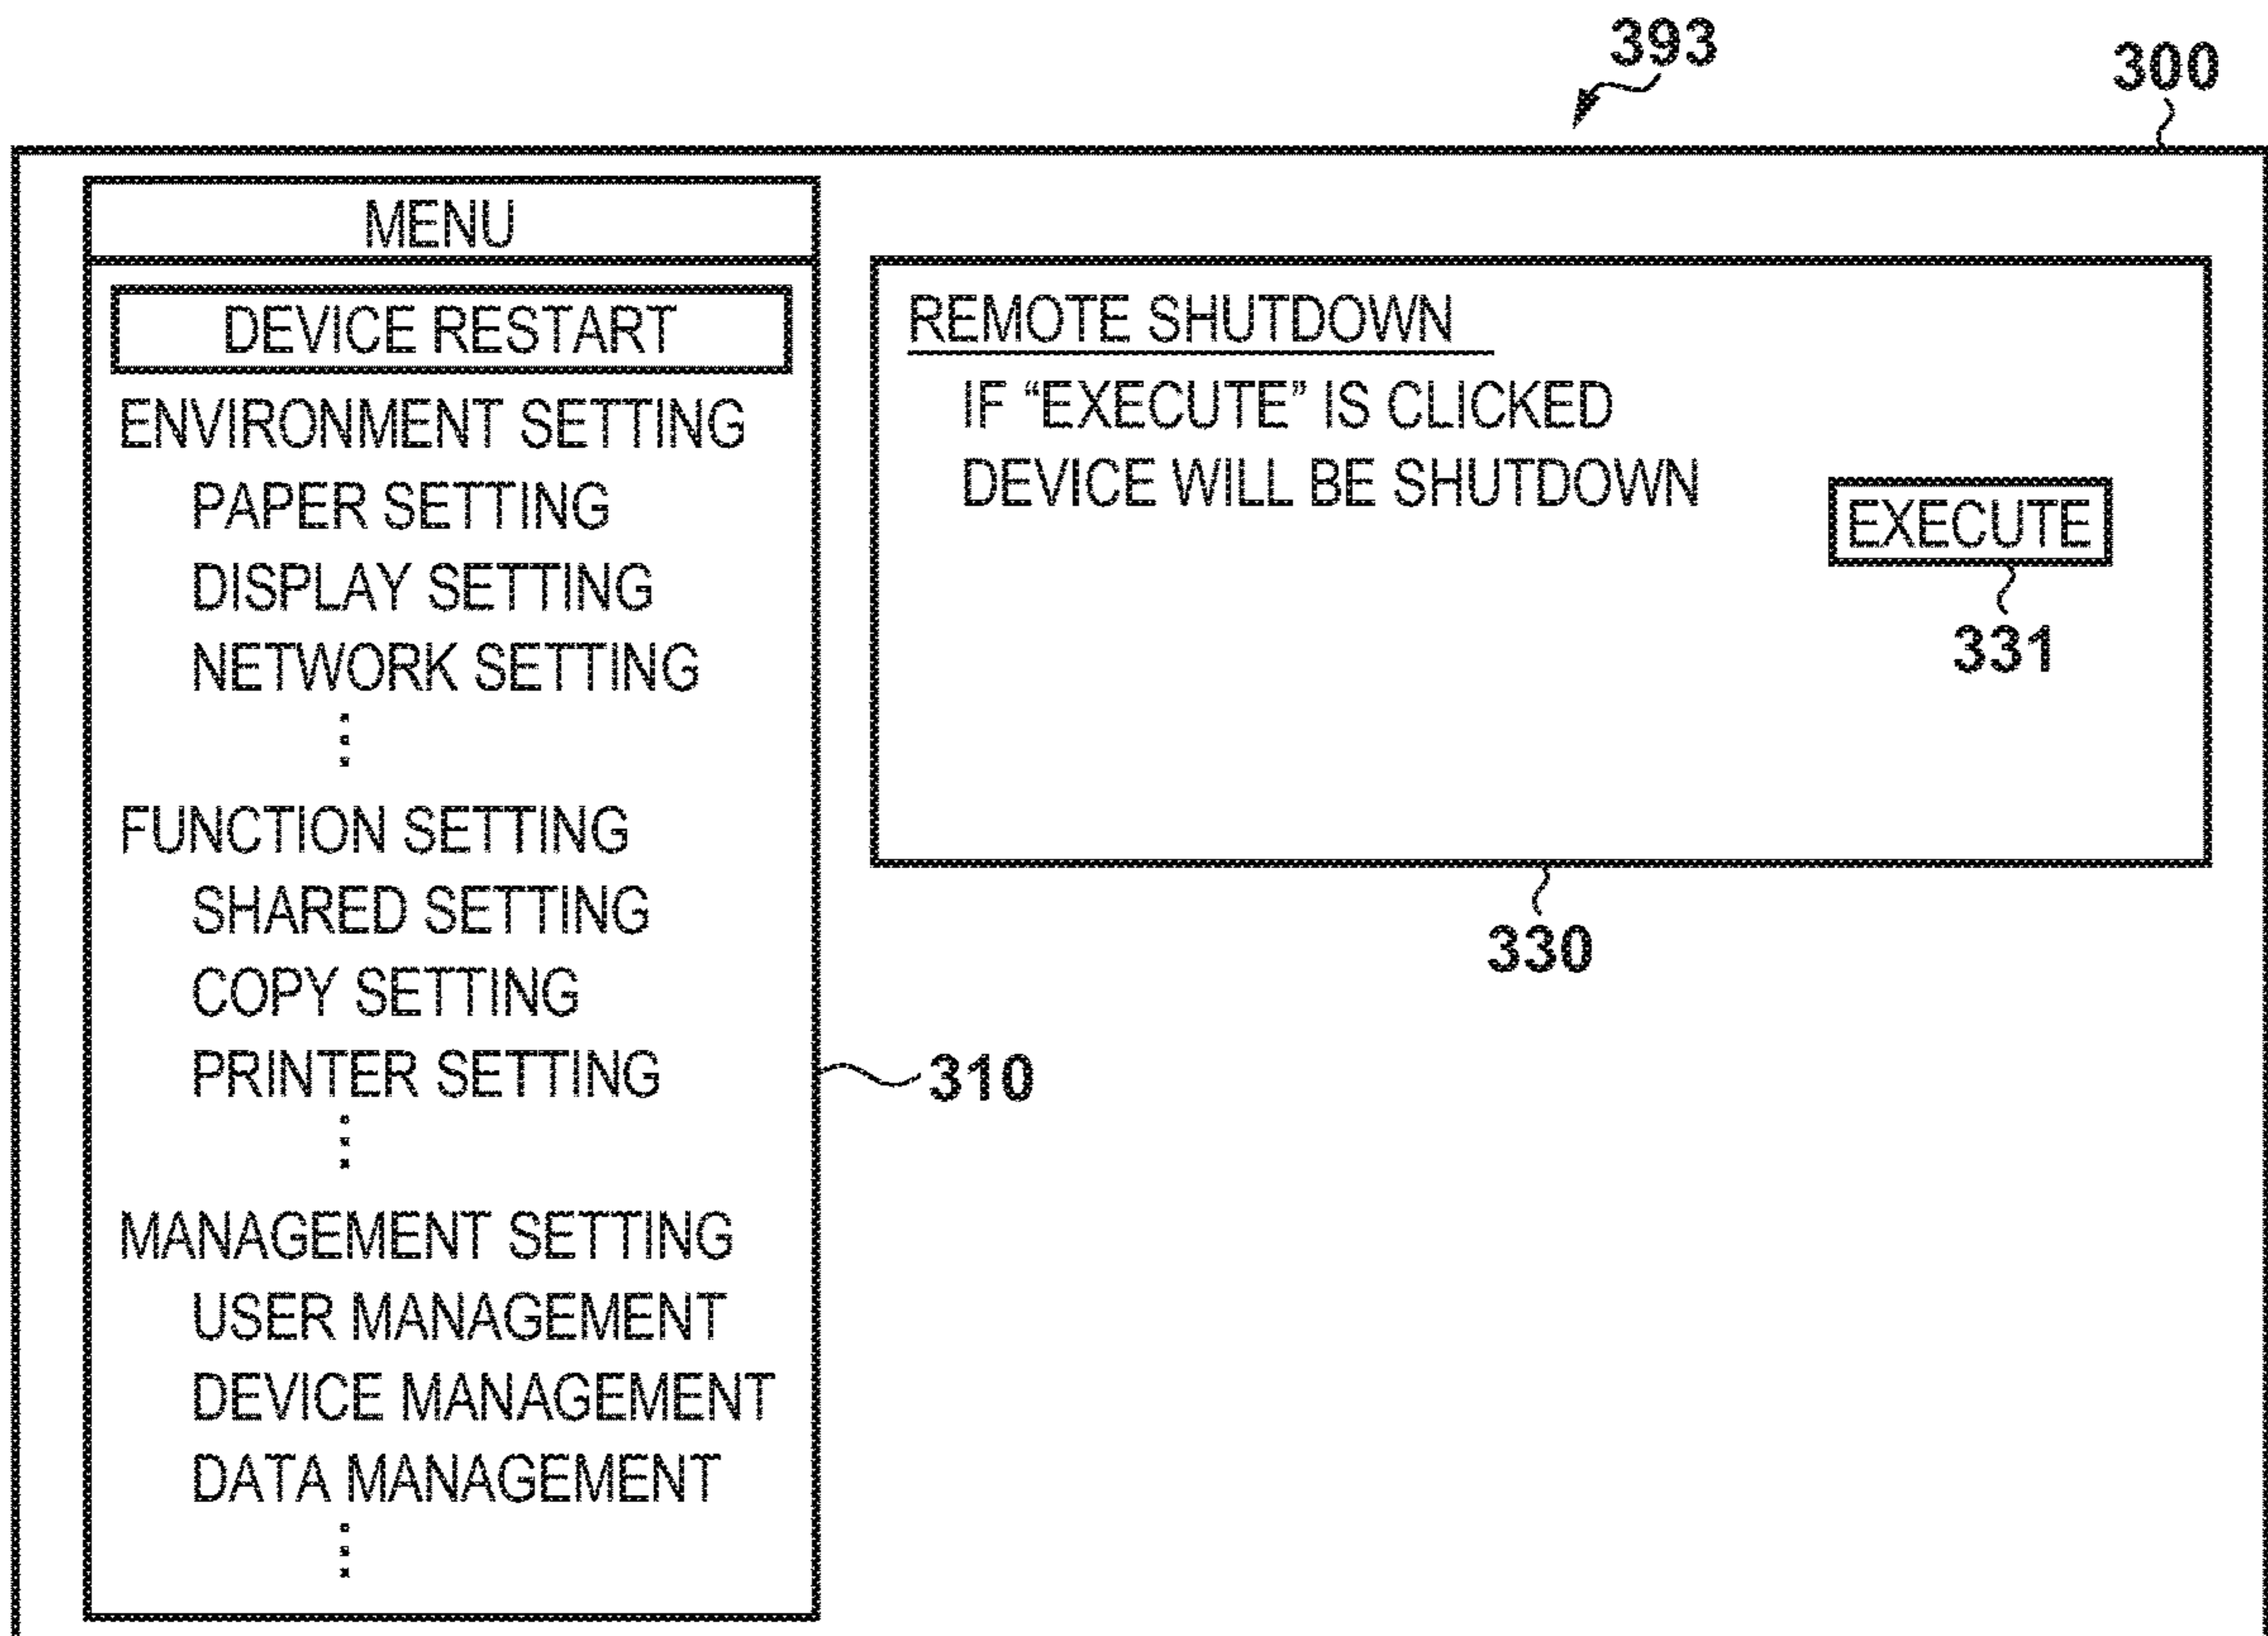 393
300
MENU
DEVICE RESTART
ENVIRONMENT SETTING
PAPER SETTING
DISPLAY SETTING
NETWORK SETTING
FUNCTION SETTING
SHARED SETTING
COPY SETTING
PRINTER SETTING
MANAGEMENT SETTING
USER MANAGEMENT
DEVICE MANAGEMENT
DATA MANAGEMENT
310
REMOTE SHUTDOWN
IF “EXECUTE” IS CLICKED
DEVICE WILL BE SHUTDOWN
EXECUTE
331
330